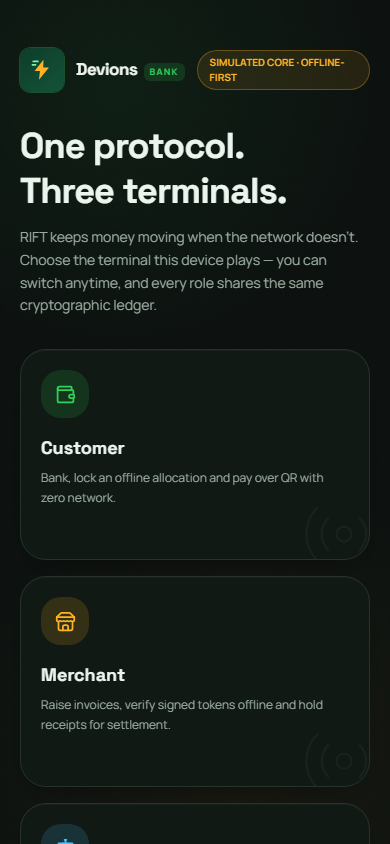 Devions BANK
SIMULATED CORE · OFFLINE-
FIRST
One protocol.
Three terminals.
RIFT keeps money moving when the network doesn't.
Choose the terminal this device plays — you can
switch anytime, and every role shares the same
cryptographic ledger.
Customer
Bank, lock an offline allocation and pay over QR with
zero network.
Merchant
Raise invoices, verify signed tokens offline and hold
receipts for settlement.